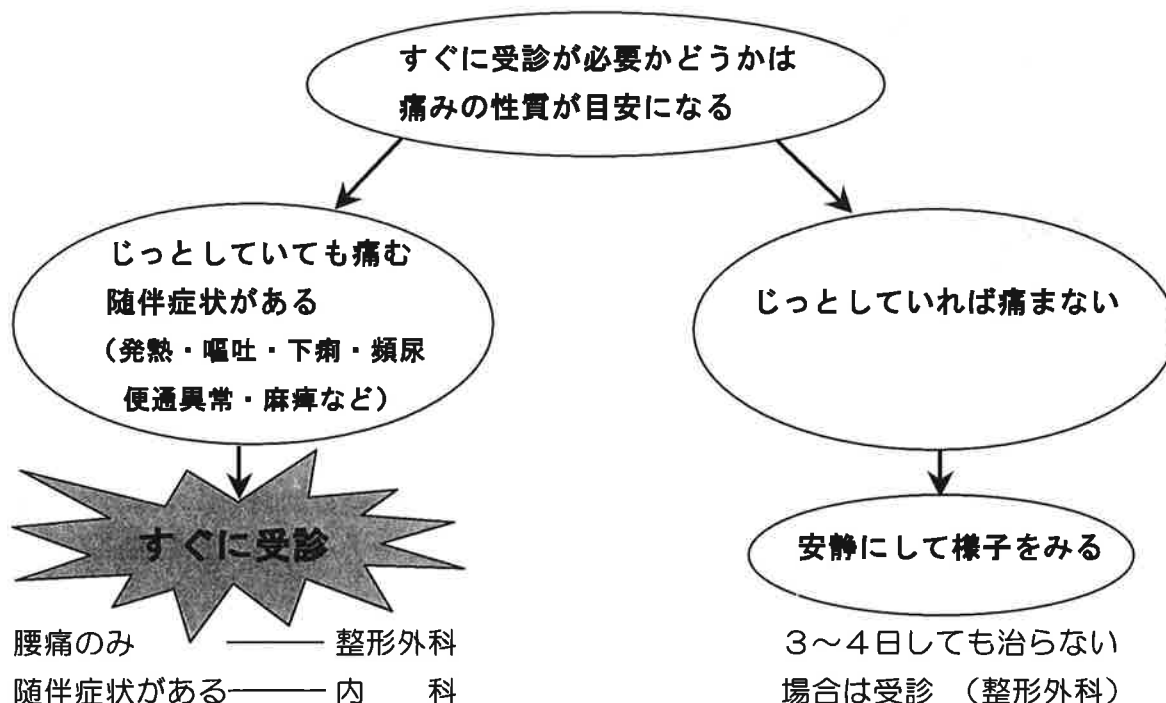 すぐに受診が必要かどうかは
痛みの性質が目安になる
じっとしていても痛む
随伴症状がある
（発熱・嘔吐・下痢・頻尿
便通異常・麻痺など）
じっとしていれば痛まない
すぐに受診
安静にして様子をみる
腰痛のみ ―――― 整形外科
随伴症状がある―――― 内　　科
３～４日しても治らない
場合は受診 （整形外科）